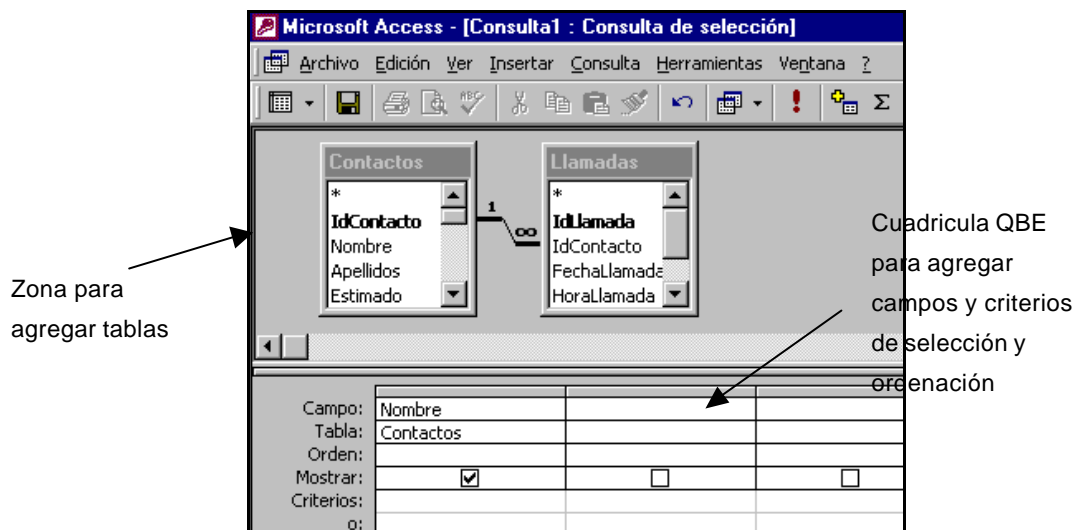 Microsoft Access - [Consulta1 : Consulta de selección]
Archivo Edición Ver Insertar Consulta Herramientas Ventana ?
ABC
Σ
Contactos
*
IdContacto
Nombre
Apellidos
Estimado
1
∞
Llamadas
*
IdLlamada
IdContacto
FechaLlamada
HoraLlamada
Zona para
agregar tablas
Cuadricula QBE
para agregar
campos y criterios
de selección y
ordenación
Campo: Nombre
Tabla: Contactos
Orden:
Mostrar:
Criterios:
o: